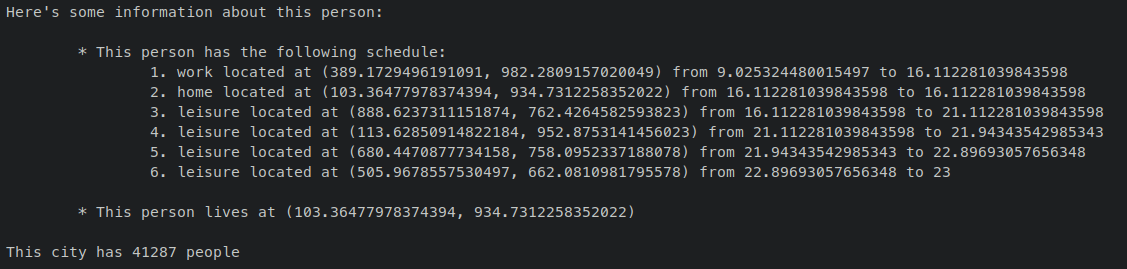 Here's some information about this person:
* This person has the following schedule:
1. work located at (389.1729496191091, 982.2809157020049) from 9.025324480015497 to 16.112281039843598
2. home located at (103.36477978374394, 934.7312258352022) from 16.112281039843598 to 16.112281039843598
3. leisure located at (888.6237311151874, 762.4264582593823) from 16.112281039843598 to 21.112281039843598
4. leisure located at (113.62850914822184, 952.8753141456023) from 21.112281039843598 to 21.94343542985343
5. leisure located at (680.4470877734158, 758.0952337188078) from 21.94343542985343 to 22.89693057656348
6. leisure located at (505.9678557530497, 662.0810981795578) from 22.89693057656348 to 23
* This person lives at (103.36477978374394, 934.7312258352022)
This city has 41287 people